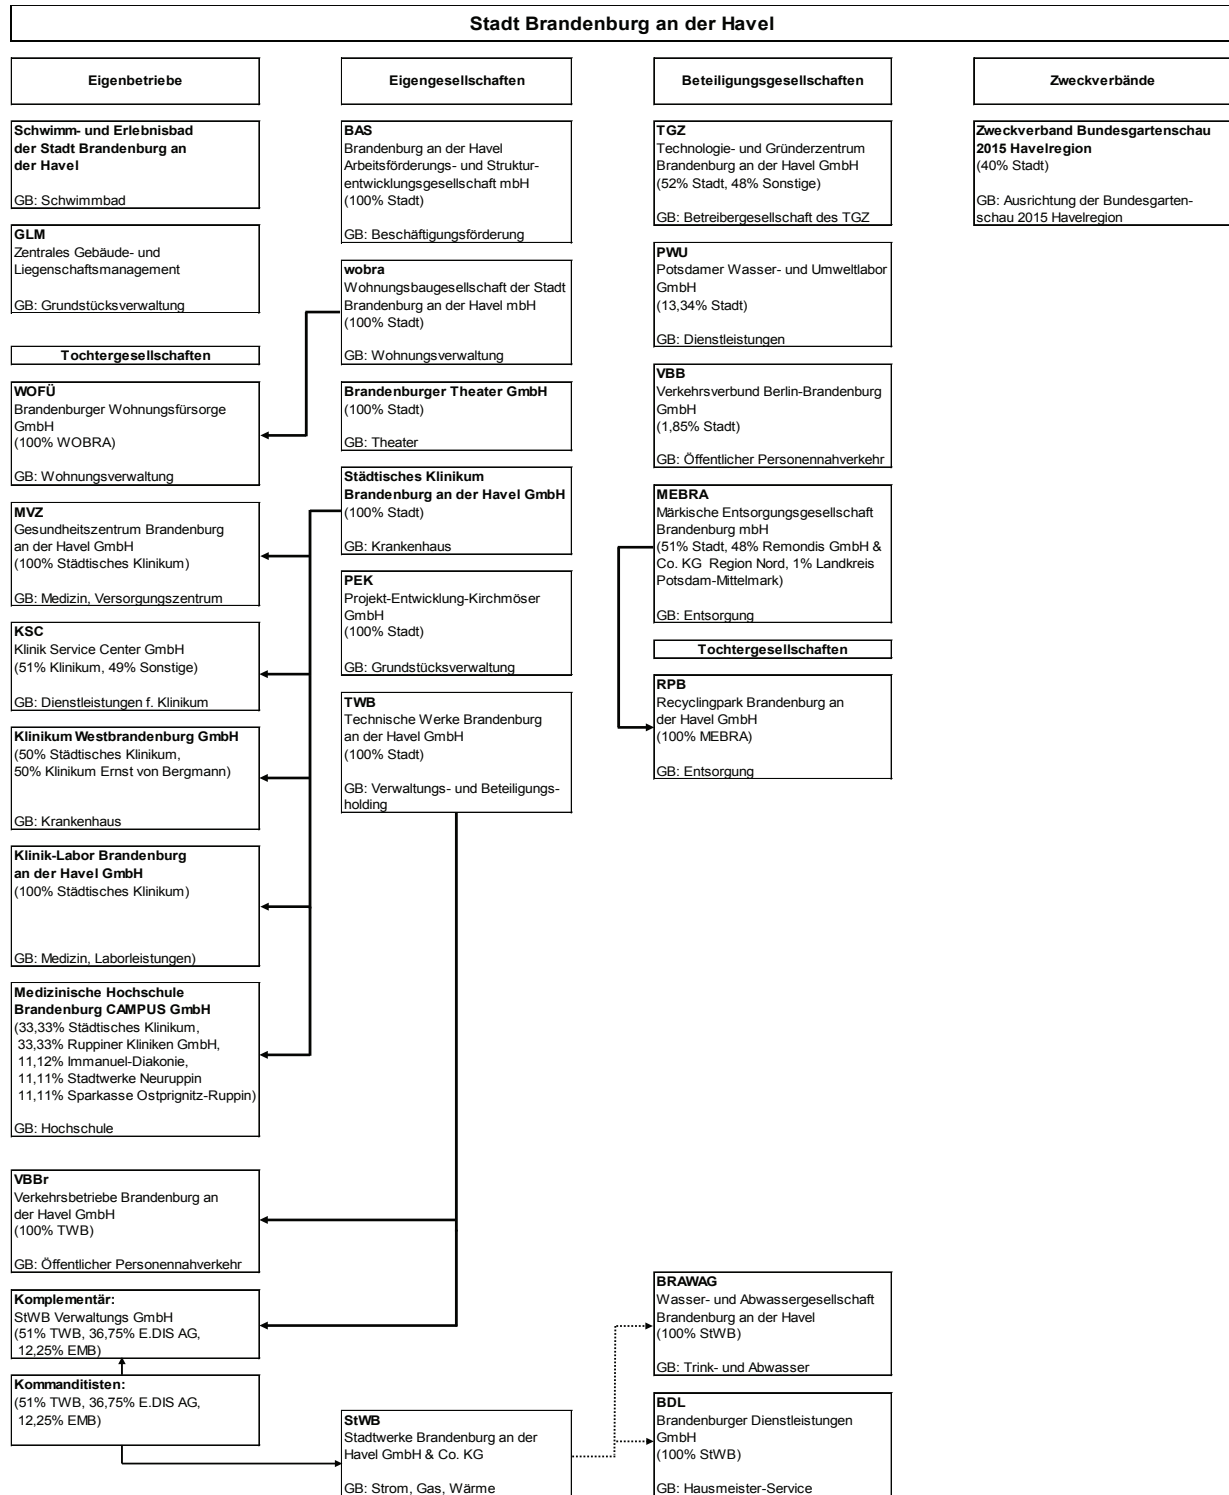 Stadt Brandenburg an der Havel
Eigenbetriebe
Schwimm- und Erlebnisbad
der Stadt Brandenburg an
der Havel
GB: Schwimmbad
GLM
Zentrales Gebäude- und
Liegenschaftsmanagement
GB: Grundstücksverwaltung
Tochtergesellschaften
WOFÜ
Brandenburger Wohnungsfürsorge
GmbH
(100% WOBRA)
GB: Wohnungsverwaltung
MVZ
Gesundheitszentrum Brandenburg
an der Havel GmbH
(100% Städtisches Klinikum)
GB: Medizin, Versorgungszentrum
KSC
Klinik Service Center GmbH
(51% Klinikum, 49% Sonstige)
GB: Dienstleistungen f. Klinikum
Klinikum Westbrandenburg GmbH
(50% Städtisches Klinikum,
50% Klinikum Ernst von Bergmann)
GB: Krankenhaus
Klinik-Labor Brandenburg
an der Havel GmbH
(100% Städtisches Klinikum)
GB: Medizin, Laborleistungen)
Medizinische Hochschule
Brandenburg CAMPUS GmbH
(33,33% Städtisches Klinikum,
33,33% Ruppiner Kliniken GmbH,
11,12% Immanuel-Diakonie,
11,11% Stadtwerke Neuruppin
11,11% Sparkasse Ostprignitz-Ruppin)
GB: Hochschule
VBBr
Verkehrsbetriebe Brandenburg an
der Havel GmbH
(100% TWB)
GB: Öffentlicher Personennahverkehr
Komplementär:
StWB Verwaltungs GmbH
(51% TWB, 36,75% E.DIS AG,
12,25% EMB)
Kommanditisten:
(51% TWB, 36,75% E.DIS AG,
12,25% EMB)
Eigengesellschaften
BAS
Brandenburg an der Havel
Arbeitsförderungs- und Struktur-
entwicklungsgesellschaft mbH
(100% Stadt)
GB: Beschäftigungsförderung
wobra
Wohnungsbaugesellschaft der Stadt
Brandenburg an der Havel mbH
(100% Stadt)
GB: Wohnungsverwaltung
Brandenburger Theater GmbH
(100% Stadt)
GB: Theater
Städtisches Klinikum
Brandenburg an der Havel GmbH
(100% Stadt)
GB: Krankenhaus
PEK
Projekt-Entwicklung-Kirchmöser
GmbH
(100% Stadt)
GB: Grundstücksverwaltung
TWB
Technische Werke Brandenburg
an der Havel GmbH
(100% Stadt)
GB: Verwaltungs- und Beteiligungs-
holding
StWB
Stadtwerke Brandenburg an der
Havel GmbH & Co. KG
GB: Strom, Gas, Wärme
Beteiligungsgesellschaften
TGZ
Technologie- und Gründerzentrum
Brandenburg an der Havel GmbH
(52% Stadt, 48% Sonstige)
GB: Betreibergesellschaft des TGZ
PWU
Potsdamer Wasser- und Umweltlabor
GmbH
(13,34% Stadt)
GB: Dienstleistungen
VBB
Verkehrsverbund Berlin-Brandenburg
GmbH
(1,85% Stadt)
GB: Öffentlicher Personennahverkehr
MEBRA
Märkische Entsorgungsgesellschaft
Brandenburg mbH
(51% Stadt, 48% Remondis GmbH &
Co. KG Region Nord, 1% Landkreis
Potsdam-Mittelmark)
GB: Entsorgung
Tochtergesellschaften
RPB
Recyclingpark Brandenburg an
der Havel GmbH
(100% MEBRA)
GB: Entsorgung
BRAWAG
Wasser- und Abwassergesellschaft
Brandenburg an der Havel
(100% StWB)
GB: Trink- und Abwasser
BDL
Brandenburger Dienstleistungen
GmbH
(100% StWB)
GB: Hausmeister-Service
Zweckverbände
Zweckverband Bundesgartenschau
2015 Havelregion
(40% Stadt)
GB: Ausrichtung der Bundesgarten-
schau 2015 Havelregion